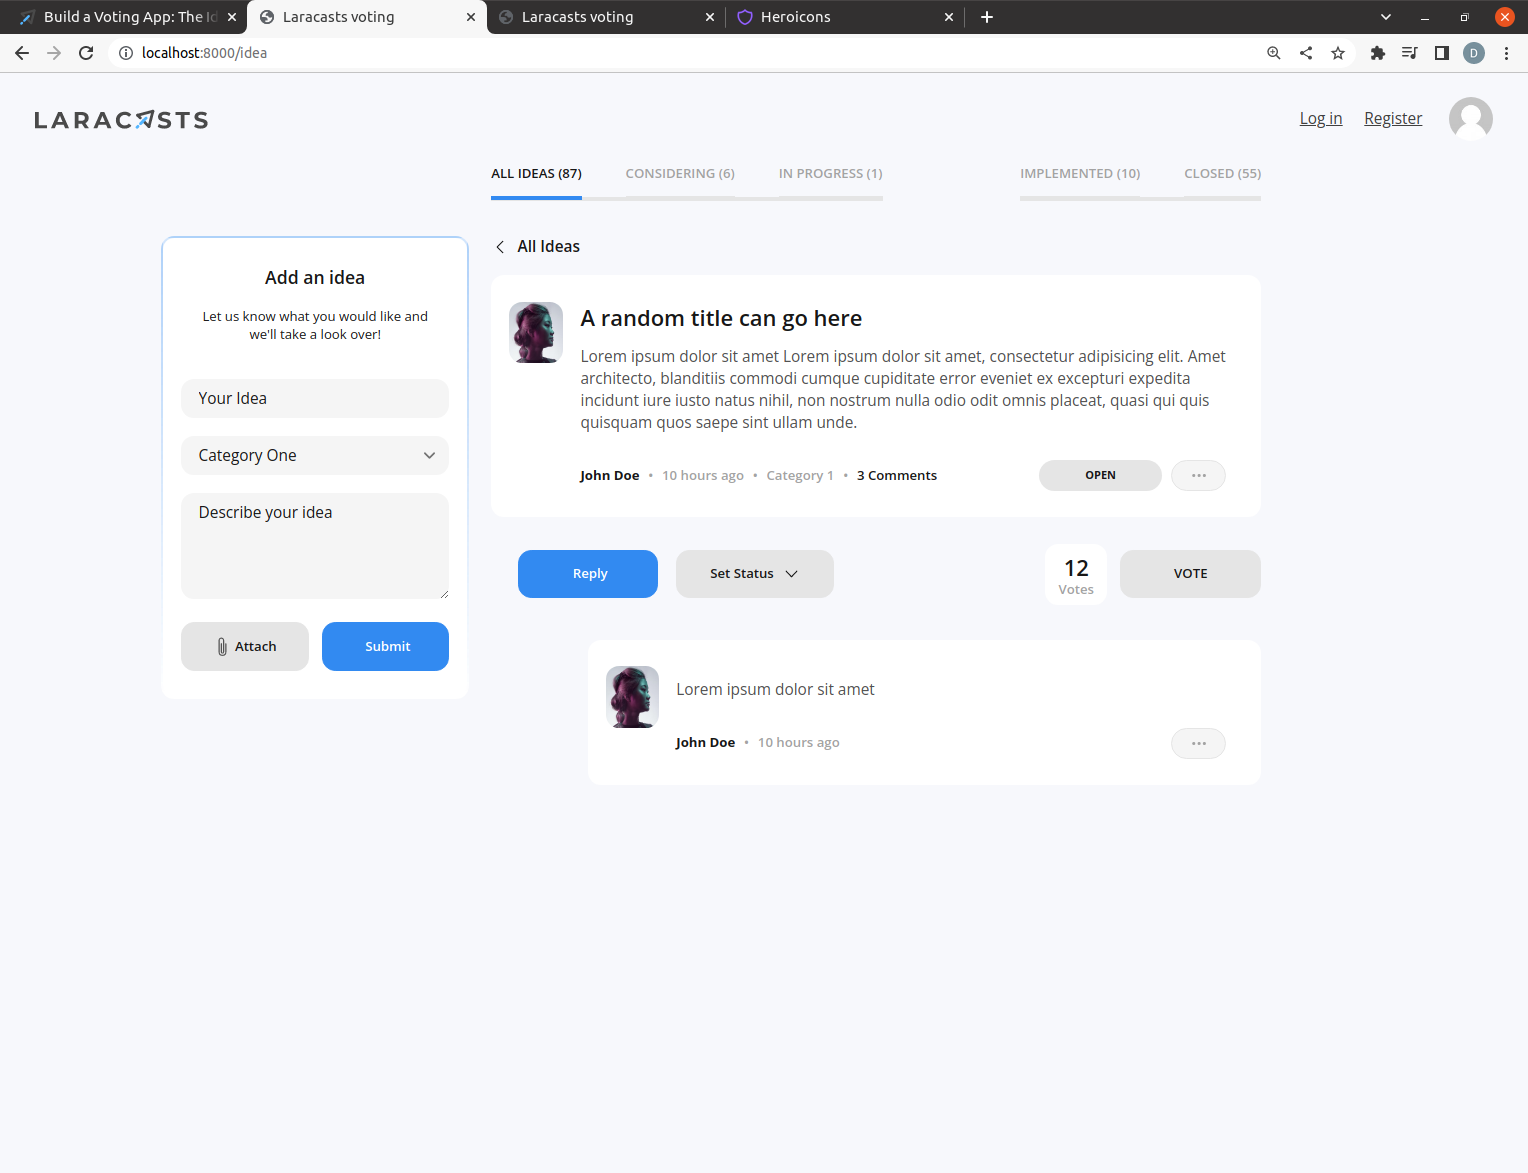 Build a Voting App: The Id
Laracasts voting
Laracasts voting
Heroicons
localhost:8000/idea
D
LARACASTS
Log in
Register
ALL IDEAS (87)
CONSIDERING (6)
IN PROGRESS (1)
IMPLEMENTED (10)
CLOSED (55)
Add an idea
Let us know what you would like and
we'll take a look over!
Your Idea
Category One
Describe your idea
Attach
Submit
All Ideas
A random title can go here
Lorem ipsum dolor sit amet Lorem ipsum dolor sit amet, consectetur adipisicing elit. Amet
architecto, blanditiis commodi cumque cupiditate error eveniet ex excepturi expedita
incidunt iure iusto natus nihil, non nostrum nulla odio odit omnis placeat, quasi qui quis
quisquam quos saepe sint ullam unde.
John Doe • 10 hours ago • Category 1 • 3 Comments
OPEN
Reply
Set Status
12
Votes
VOTE
Lorem ipsum dolor sit amet
John Doe • 10 hours ago